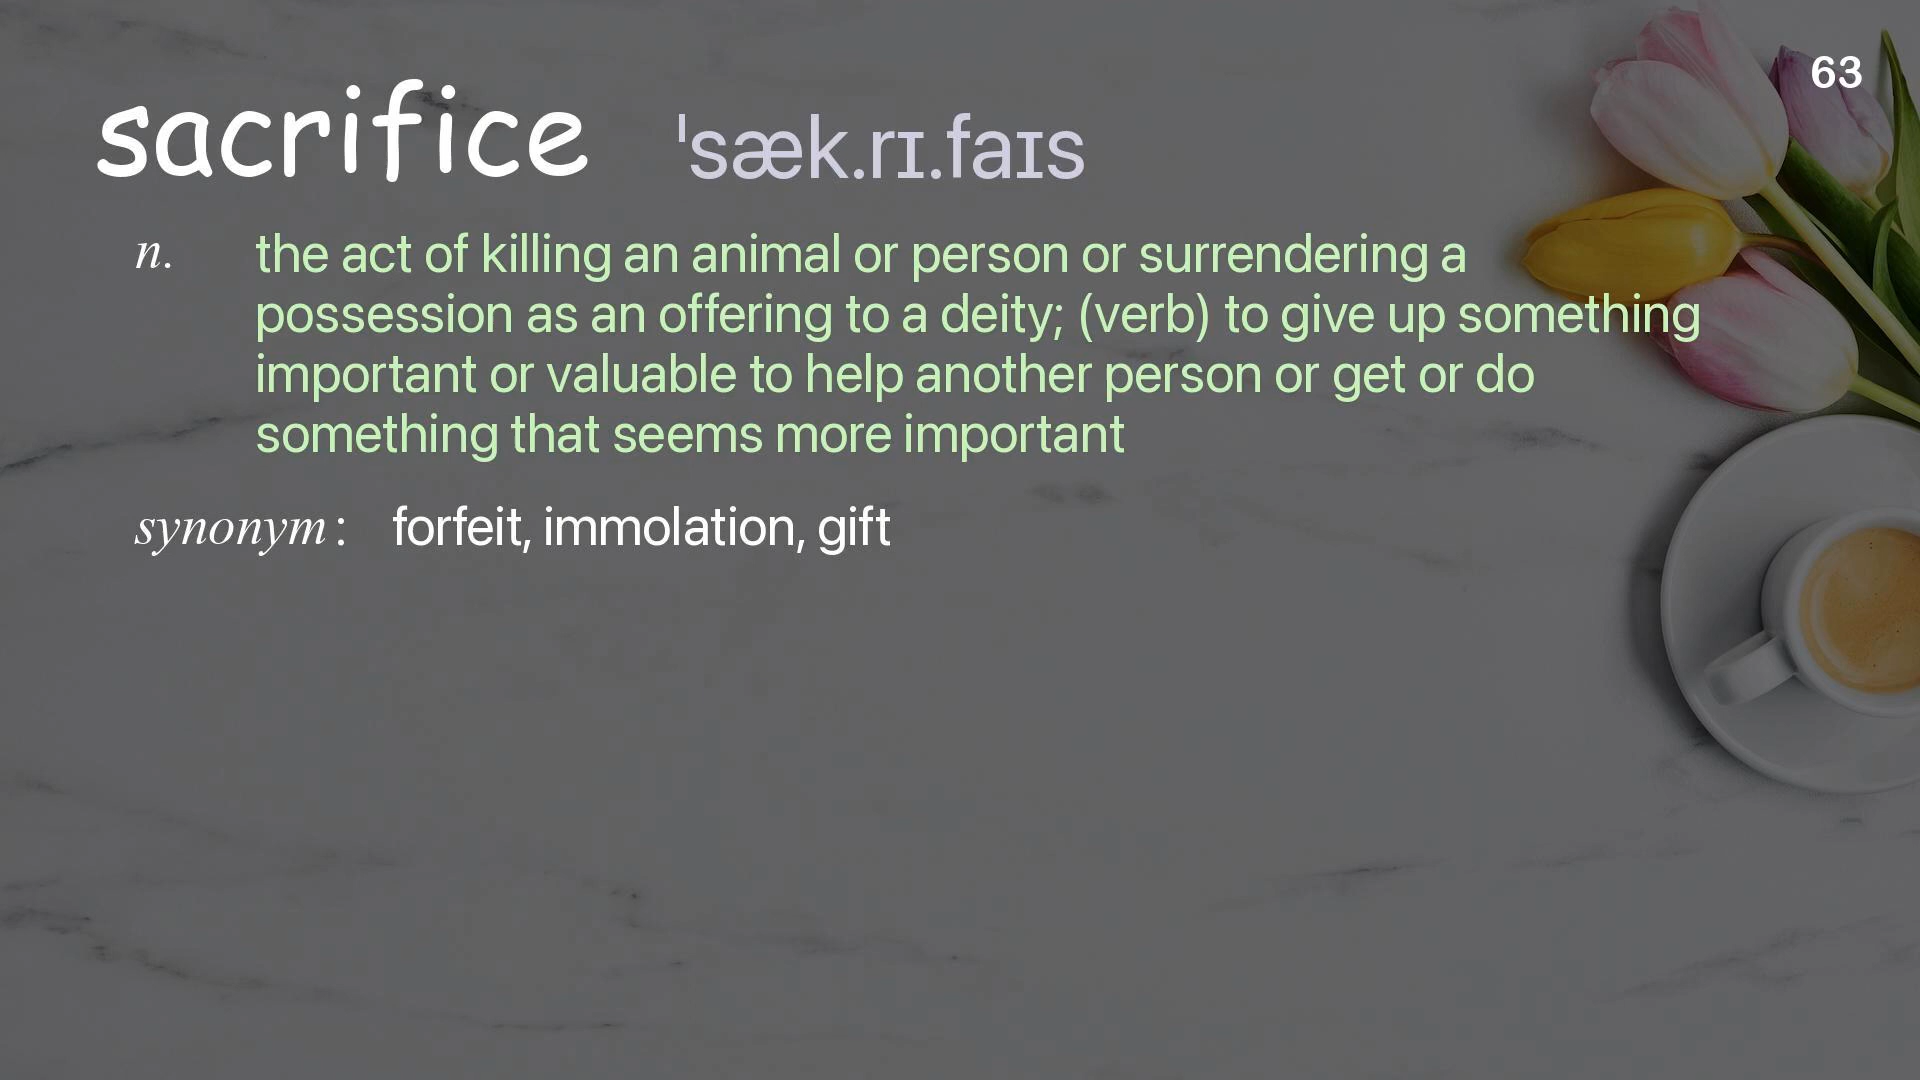 63
sacrifice ˈsæk.rɪ.faɪs
n. the act of killing an animal or person or surrendering a
possession as an offering to a deity; (verb) to give up something
important or valuable to help another person or get or do
something that seems more important
synonym: forfeit, immolation, gift